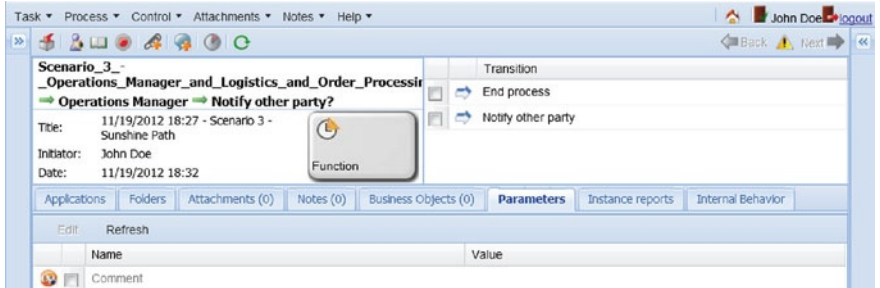 Task Process Control Attachments Notes Help John Doe logout
Back Next
Scenario_3_-
_Operations_Manager_and_Logistics_and_Order_Processin
Operations Manager Notify other party?
Title: 11/19/2012 18:27 - Scenario 3 -
Sunshine Path
Initiator: John Doe
Date: 11/19/2012 18:32
Function
Transition
End process
Notify other party
Applications Folders Attachments (0) Notes (0) Business Objects (0) Parameters Instance reports Internal Behavior
Edit Refresh
Name Value
Comment